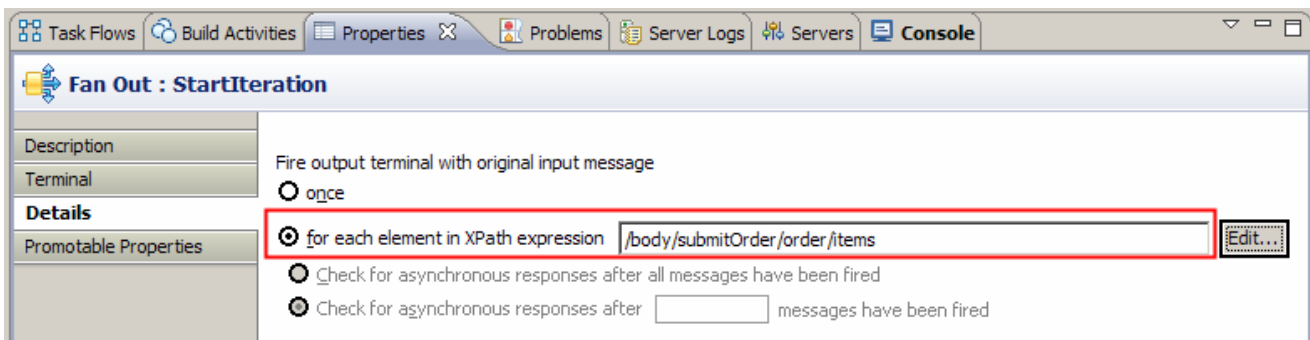 Task Flows Build Activities Properties Problems Server Logs Servers Console
Fan Out : StartIteration
Description
Terminal
Details
Promotable Properties
Fire output terminal with original input message
once
for each element in XPath expression /body/submitOrder/order/items Edit...
Check for asynchronous responses after all messages have been fired
Check for asynchronous responses after messages have been fired